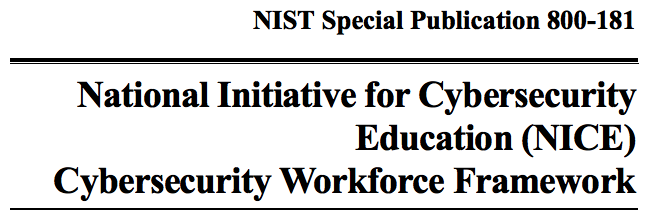 NIST Special Publication 800-181
National Initiative for Cybersecurity
Education (NICE)
Cybersecurity Workforce Framework